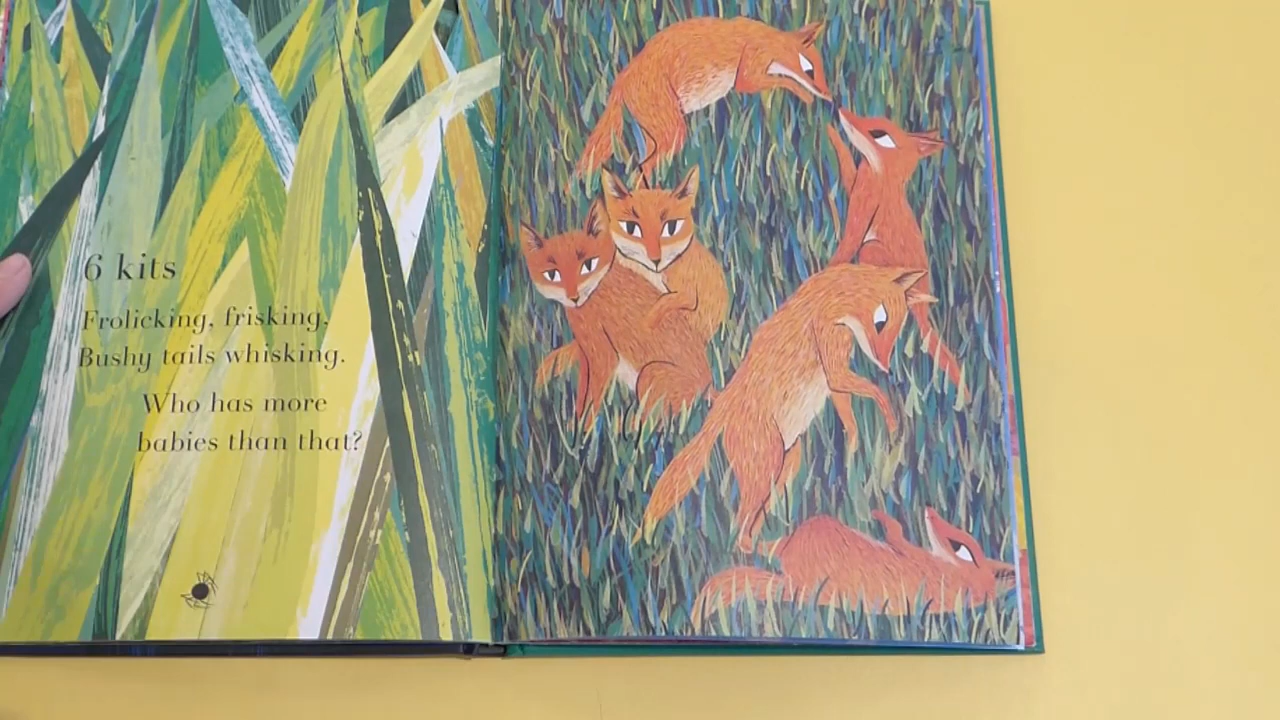 6 kits
Frolicking, frisking,
Bushy tails whisking.
Who has more
babies than that?